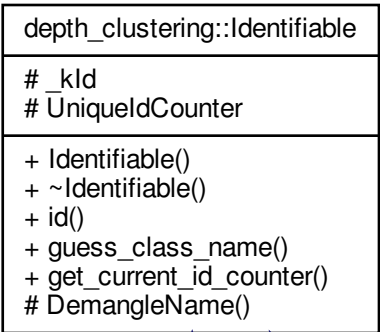 depth_clustering::Identifiable
# _kId
# UniqueIdCounter
+ Identifiable()
+ ~Identifiable()
+ id()
+ guess_class_name()
+ get_current_id_counter()
# DemangleName()